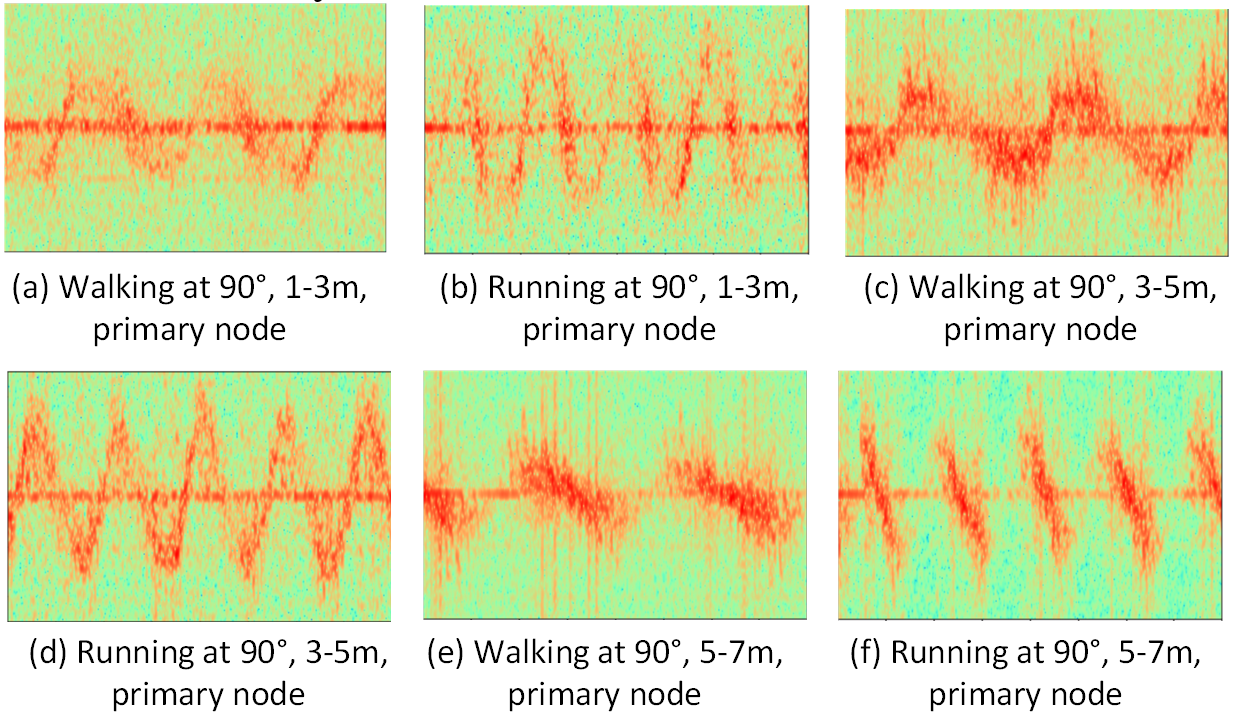 (a) Walking at 90°, 1-3m,
primary node
(b) Running at 90°, 1-3m,
primary node
(c) Walking at 90°, 3-5m,
primary node
(d) Running at 90°, 3-5m,
primary node
(e) Walking at 90°, 5-7m,
primary node
(f) Running at 90°, 5-7m,
primary node